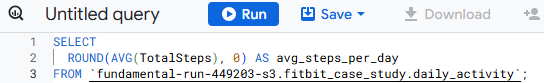 Untitled query
Run
Save
Download
1 SELECT
2 ROUND(AVG(TotalSteps), 0) AS avg_steps_per_day
3 FROM `fundamental-run-449203-s3.fitbit_case_study.daily_activity`;